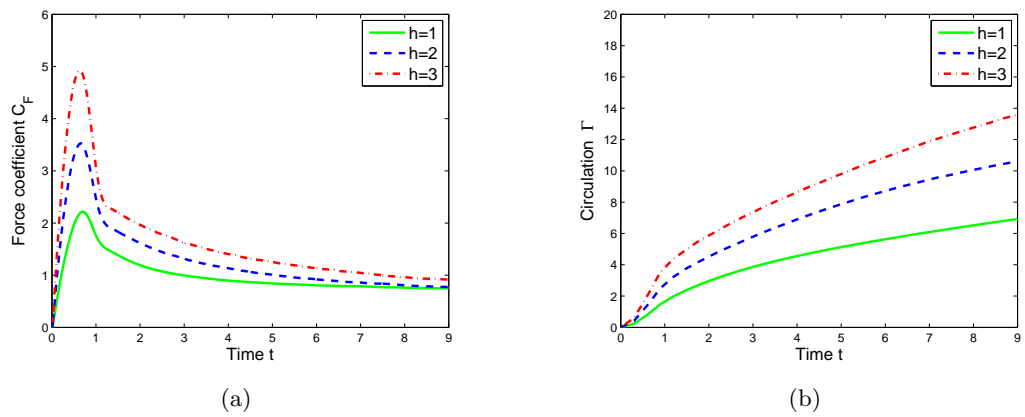 6
5
4
3
2
1
0
0 1 2 3 4 5 6 7 8 9
Force coefficient C_F
Time t
h=1
h=2
h=3
(a)
20
18
16
14
12
10
8
6
4
2
0
0 1 2 3 4 5 6 7 8 9
Circulation Γ
Time t
h=1
h=2
h=3
(b)